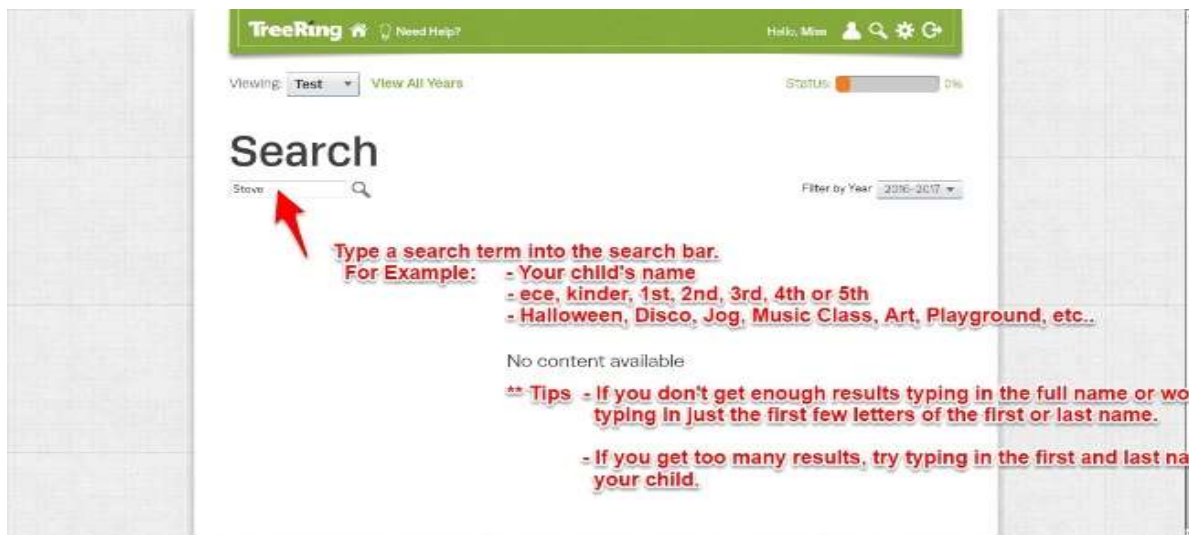 TreeRing Need Help? Hello, Miss
Viewing: Test View All Years Status: 0%
Search
Steve Filter by Year 2016-2017
Type a search term into the search bar.
For Example: - Your child's name
- ece, kinder, 1st, 2nd, 3rd, 4th or 5th
- Halloween, Disco, Jog, Music Class, Art, Playground, etc..
No content available
** Tips - If you don't get enough results typing in the full name or wo
typing in just the first few letters of the first or last name.
- If you get too many results, try typing in the first and last na
your child.